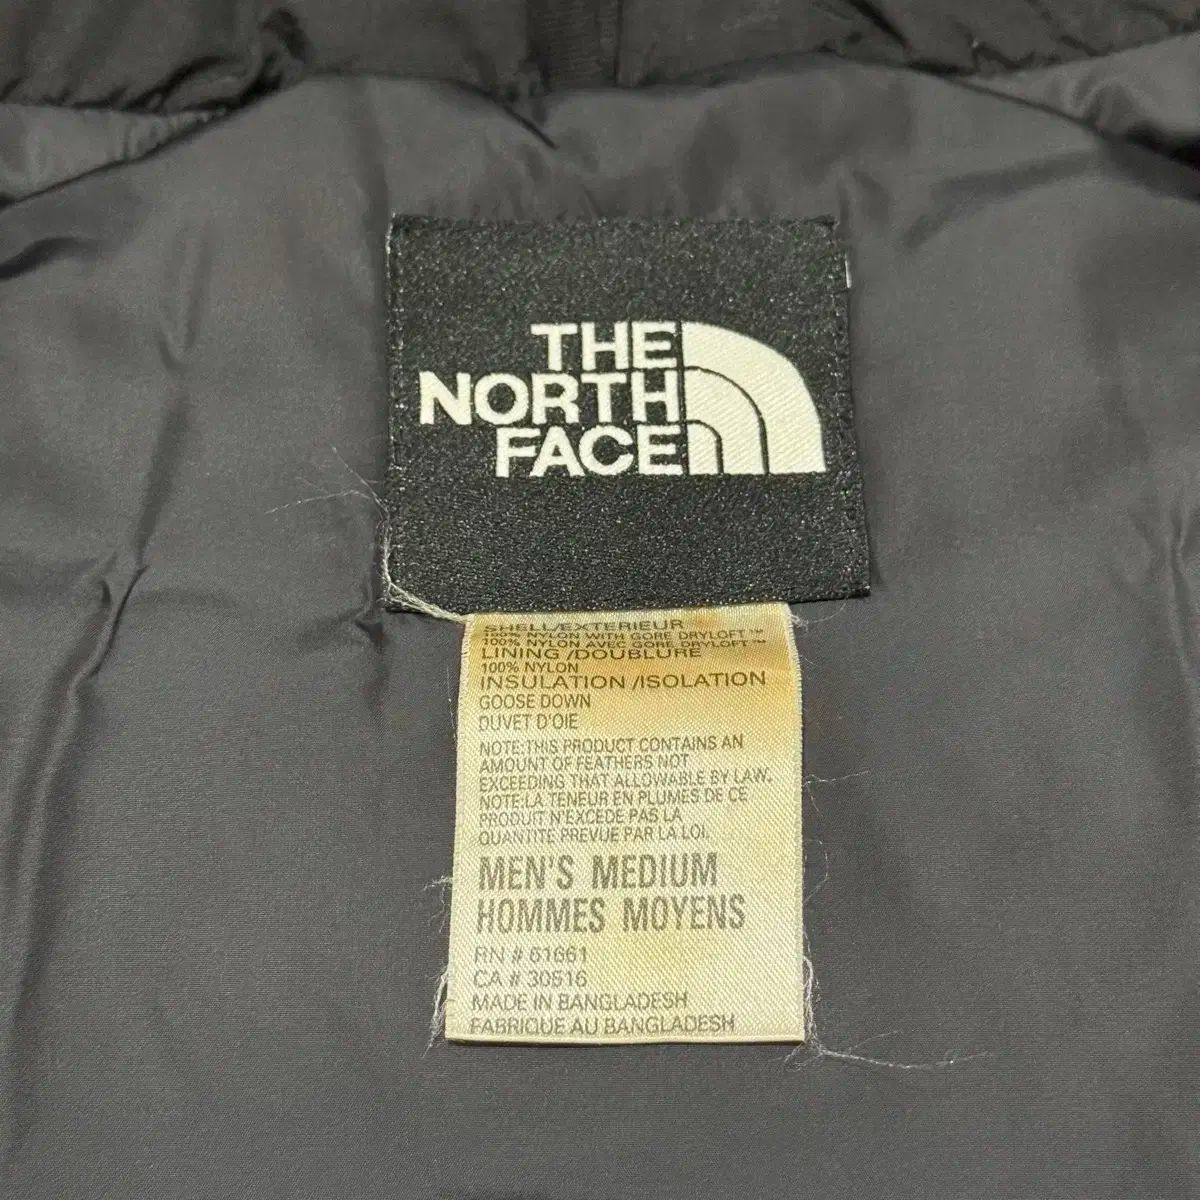 THE
NORTH
FACE
SHELL/EXTERIEUR
100% NYLON WITH GORE DRYLOFT™
100% NYLON AVEC GORE DRYLOFT™
LINING /DOUBLURE
100% NYLON
INSULATION /ISOLATION
GOOSE DOWN
DUVET D'OIE
NOTE:THIS PRODUCT CONTAINS AN
AMOUNT OF FEATHERS NOT
EXCEEDING THAT ALLOWABLE BY LAW.
NOTE:LA TENEUR EN PLUMES DE CE
PRODUIT N'EXCEDE PAS LA
QUANTITE PREVUE PAR LA LOI.
MEN'S MEDIUM
HOMMES MOYENS
RN # 61661
CA # 30516
MADE IN BANGLADESH
FABRIQUE AU BANGLADESH